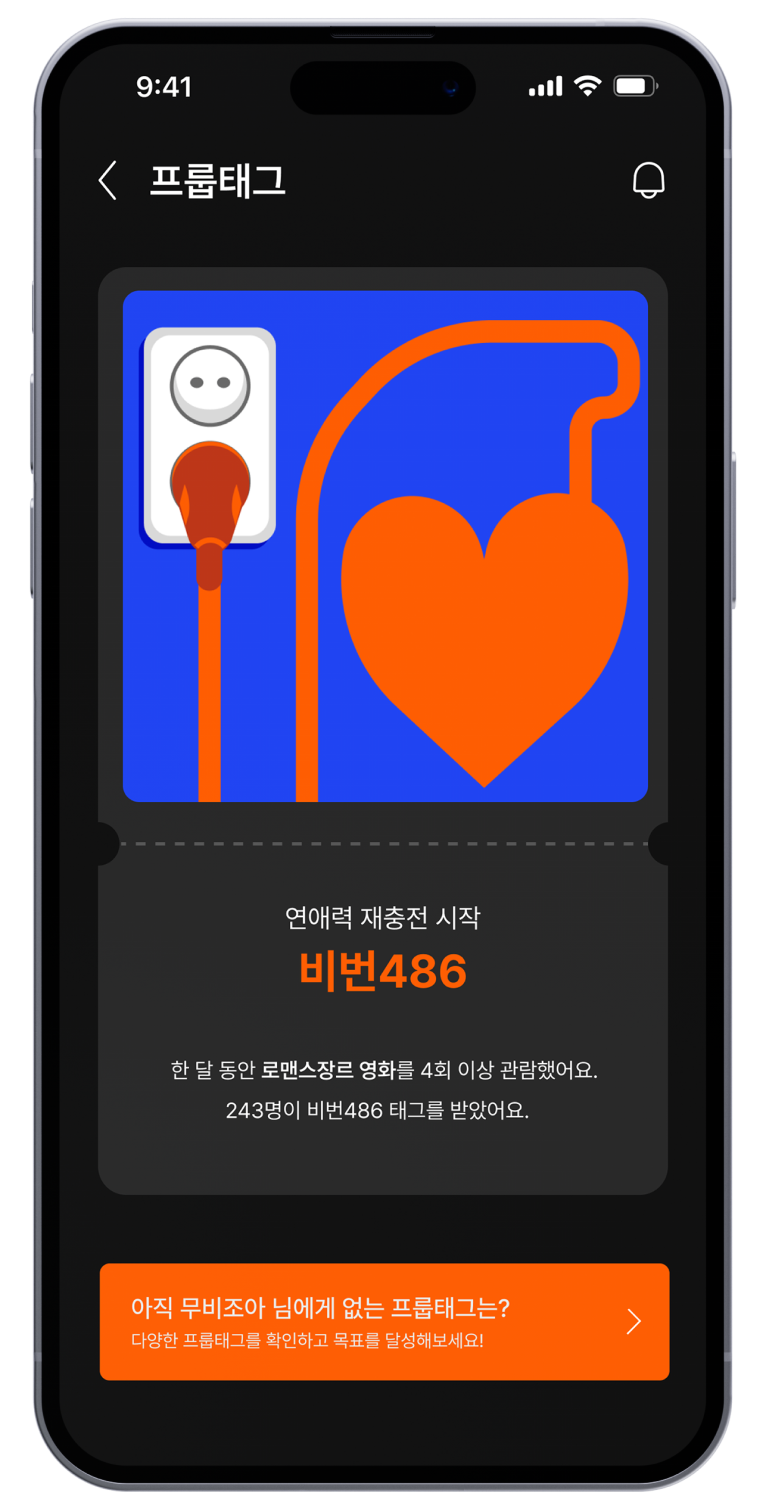 9:41
프룹태그
연애력 재충전 시작
비번486
한 달 동안 로맨스장르 영화를 4회 이상 관람했어요.
243명이 비번486 태그를 받았어요.
아직 무비조아 님에게 없는 프룹태그는?
다양한 프룹태그를 확인하고 목표를 달성해보세요!